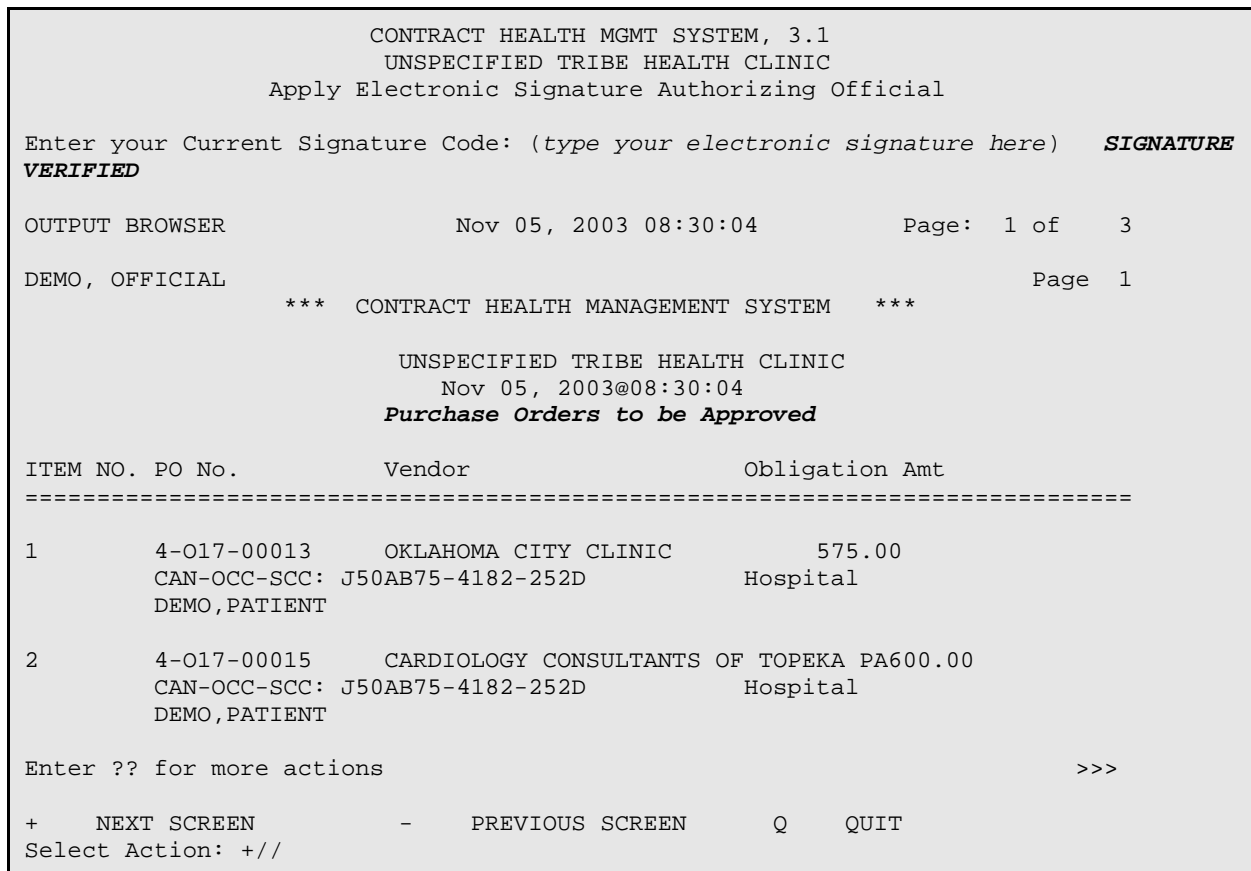 CONTRACT HEALTH MGMT SYSTEM, 3.1
UNSPECIFIED TRIBE HEALTH CLINIC
Apply Electronic Signature Authorizing Official
Enter your Current Signature Code: (type your electronic signature here) SIGNATURE
VERIFIED
OUTPUT BROWSER Nov 05, 2003 08:30:04 Page: 1 of 3
DEMO, OFFICIAL Page 1
*** CONTRACT HEALTH MANAGEMENT SYSTEM ***
UNSPECIFIED TRIBE HEALTH CLINIC
Nov 05, 2003@08:30:04
Purchase Orders to be Approved
ITEM NO. PO No. Vendor Obligation Amt
=============================================================================
1 4-O17-00013 OKLAHOMA CITY CLINIC 575.00
CAN-OCC-SCC: J50AB75-4182-252D Hospital
DEMO,PATIENT
2 4-O17-00015 CARDIOLOGY CONSULTANTS OF TOPEKA PA600.00
CAN-OCC-SCC: J50AB75-4182-252D Hospital
DEMO,PATIENT
Enter ?? for more actions >>>
+ NEXT SCREEN - PREVIOUS SCREEN Q QUIT
Select Action: +//